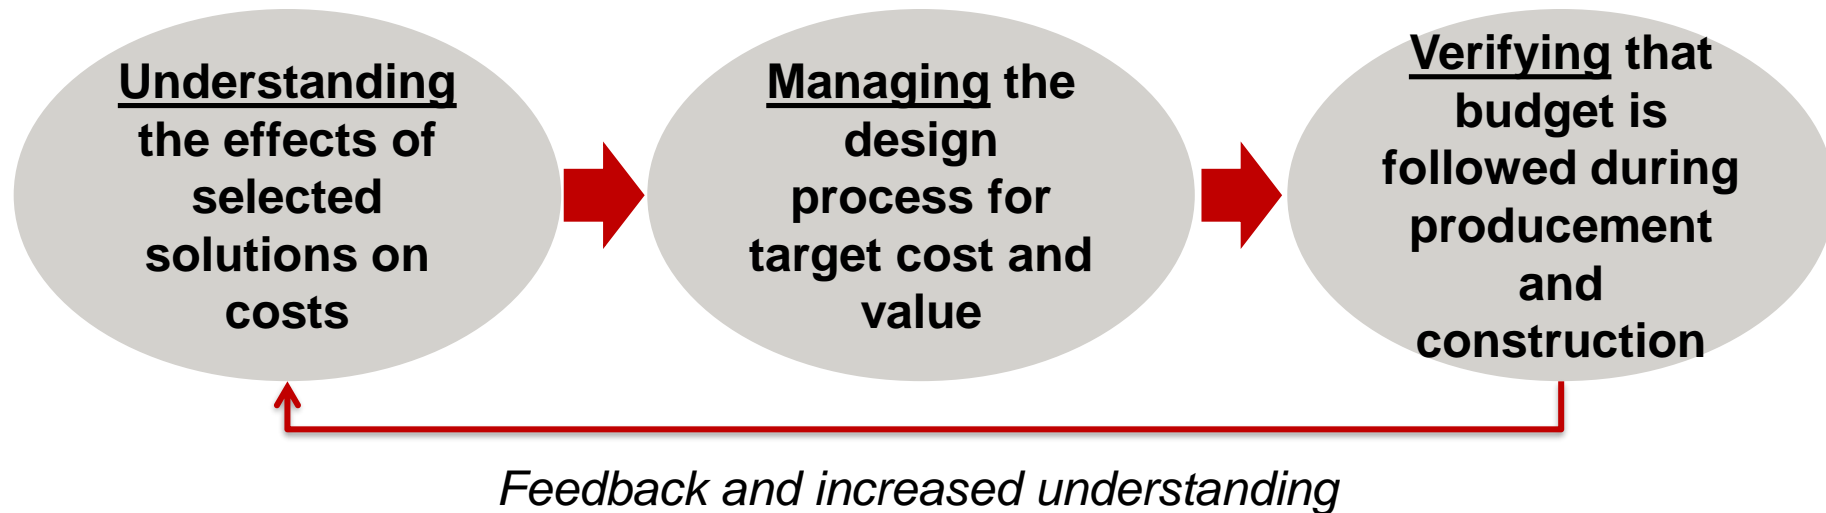 Understanding
the effects of
selected
solutions on
costs
Managing the
design
process for
target cost and
value
Verifying that
budget is
followed during
producement
and
construction
Feedback and increased understanding